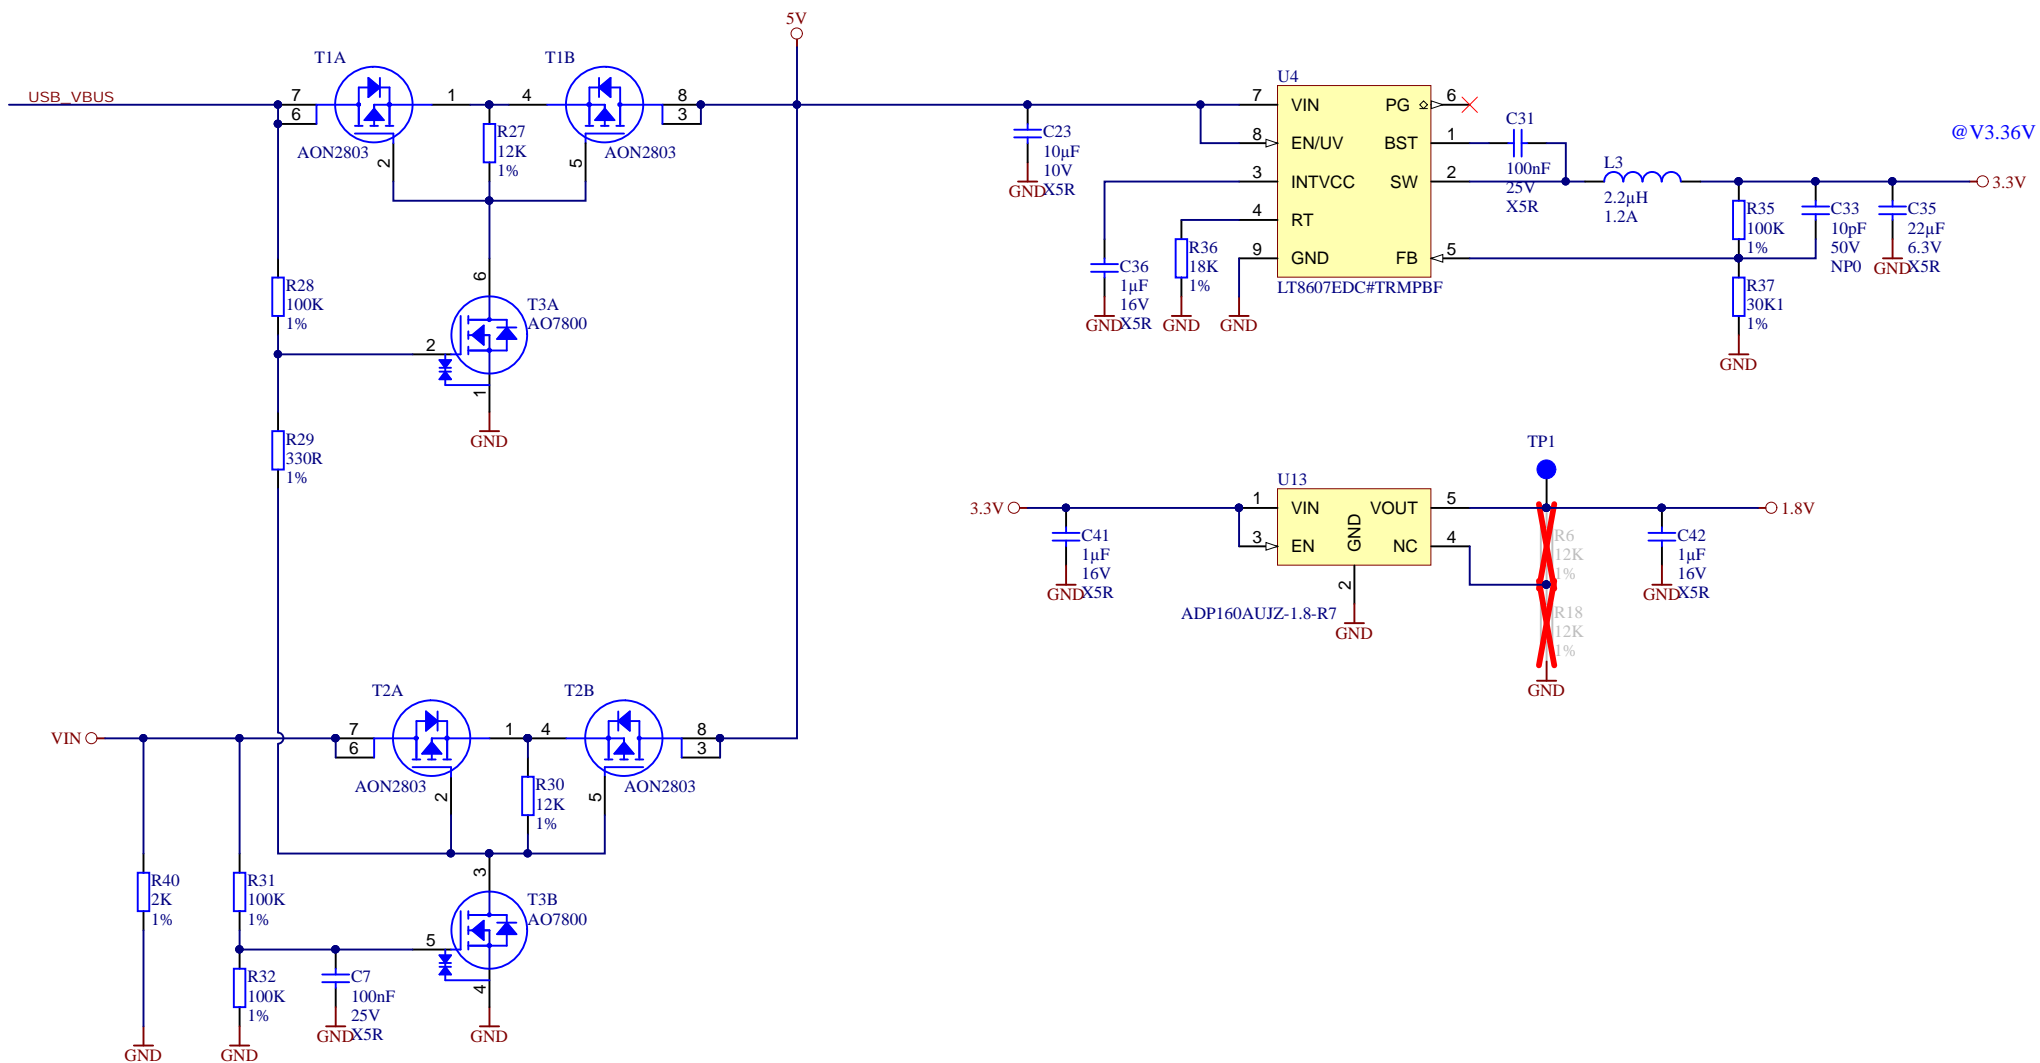 5V
T1A
T1B
USB_VBUS
7
6
1
4
8
3
2
5
AON2803
AON2803
R27
12K
1%
R28
100K
1%
6
T3A
AO7800
2
1
GND
R29
330R
1%
T2A
T2B
VIN
7
6
1
4
8
3
2
5
AON2803
AON2803
R30
12K
1%
3
T3B
AO7800
5
4
GND
R40
2K
1%
GND
R31
100K
1%
R32
100K
1%
GND
C7
100nF
25V
X5R
GND
C23
10µF
10V
X5R
GND
U4
7
VIN
PG
6
8
EN/UV
BST
1
3
INTVCC
SW
2
4
RT
9
GND
FB
5
LT8607EDC#TRMPBF
C36
1µF
16V
X5R
GND
R36
18K
1%
GND
GND
C31
100nF
25V
X5R
L3
2.2µH
1.2A
@V3.36V
3.3V
R35
100K
1%
C33
10pF
50V
NP0
C35
22µF
6.3V
X5R
GND
R37
30K1
1%
GND
TP1
3.3V
U13
1
VIN
VOUT
5
3
EN
GND
NC
4
2
ADP160AUJZ-1.8-R7
GND
C41
1µF
16V
X5R
GND
R6
12K
1%
R18
12K
1%
GND
C42
1µF
16V
X5R
GND
1.8V